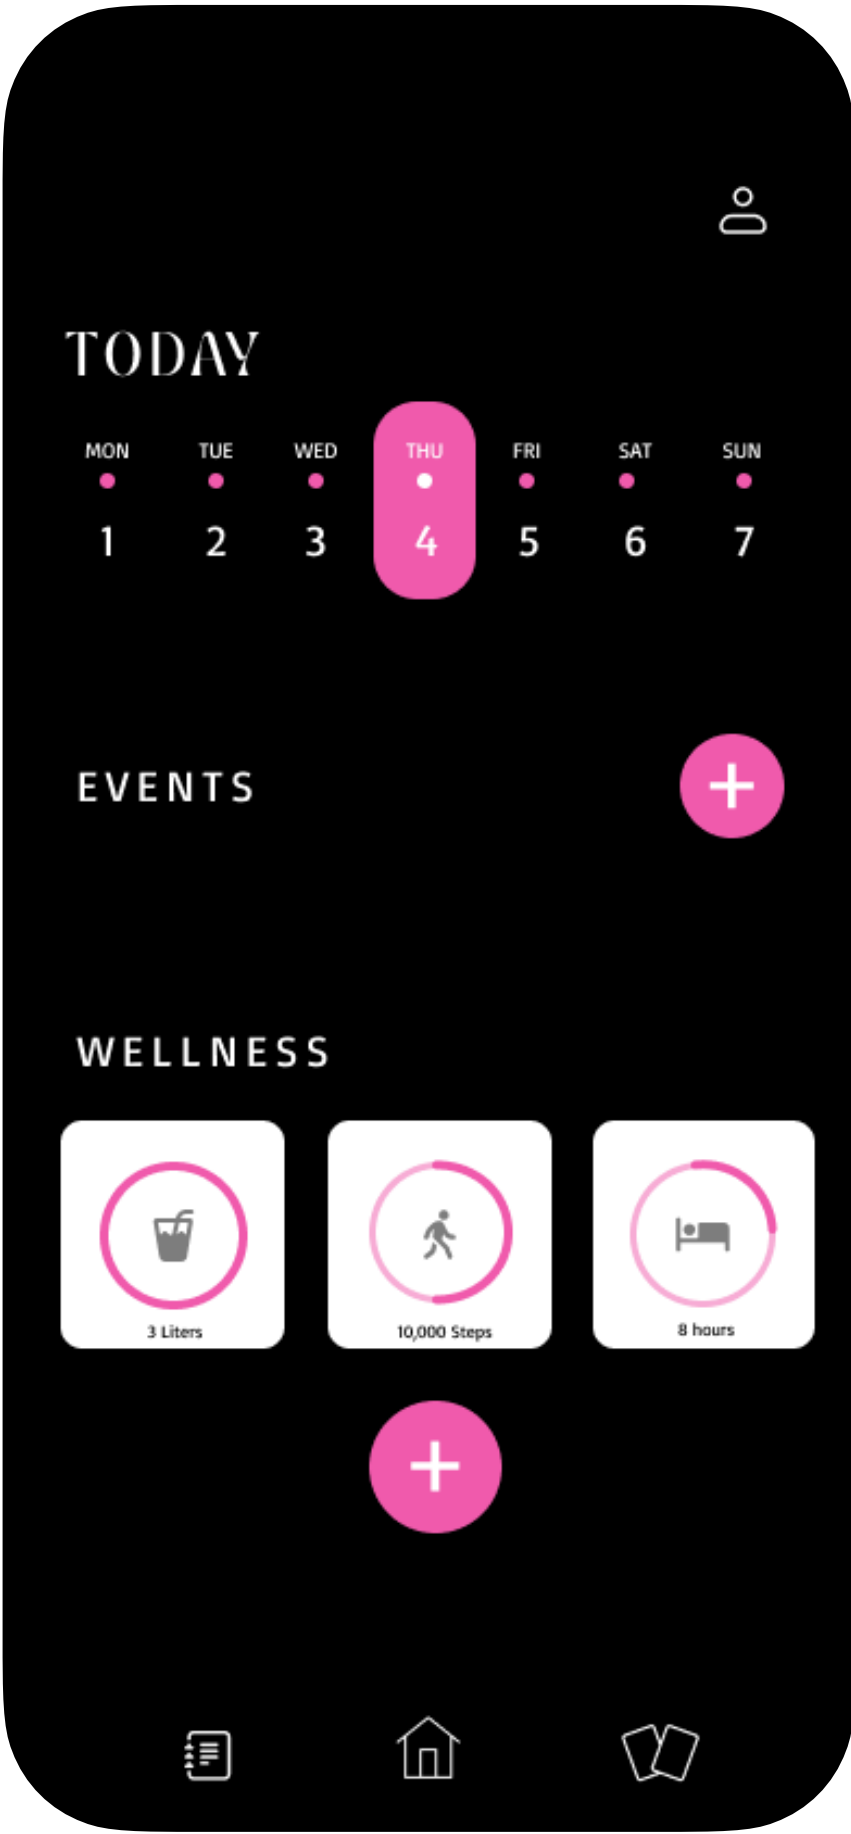 TODAY
MON TUE WED THU FRI SAT SUN
1 2 3 4 5 6 7
EVENTS
WELLNESS
3 Liters 10,000 Steps 8 hours